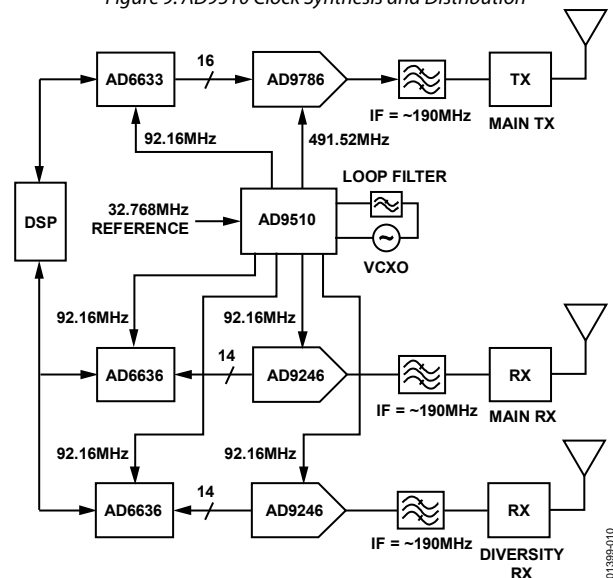 Figure 9. AD9510 Clock Synthesis and Distribution
AD6633
16
AD9786
IF = ~190MHz
TX
MAIN TX
92.16MHz
491.52MHz
DSP
32.768MHz
REFERENCE
AD9510
LOOP FILTER
VCXO
92.16MHz
92.16MHz
AD6636
14
AD9246
IF = ~190MHz
RX
MAIN RX
92.16MHz
92.16MHz
AD6636
14
AD9246
IF = ~190MHz
RX
DIVERSITY
RX
01399-010